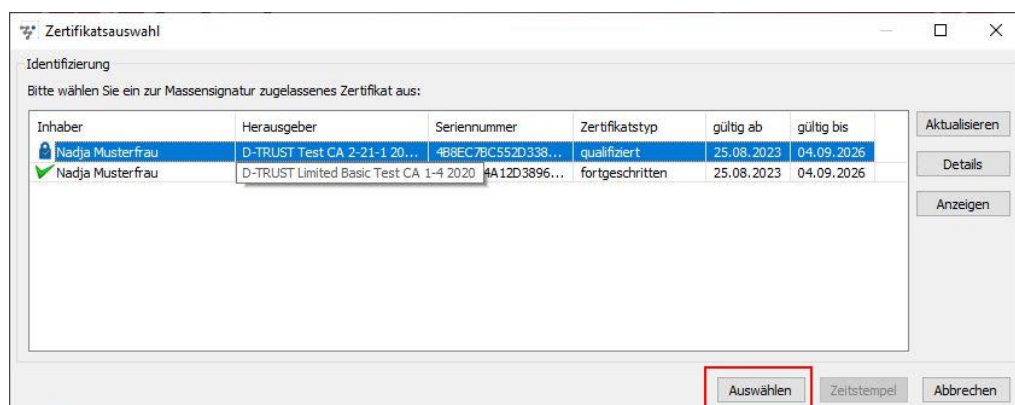 Zertifikatsauswahl
Identifizierung
Bitte wählen Sie ein zur Massensignatur zugelassenes Zertifikat aus:
Inhaber Herausgeber Seriennummer Zertifikatstyp gültig ab gültig bis
Nadja Musterfrau D-TRUST Test CA 2-21-1 20... 4B8EC7BC552D338... qualifiziert 25.08.2023 04.09.2026
Nadja Musterfrau D-TRUST Limited Basic Test CA 1-4 2020 4A12D3896... fortgeschritten 25.08.2023 04.09.2026
Aktualisieren
Details
Anzeigen
Auswählen Zeitstempel Abbrechen